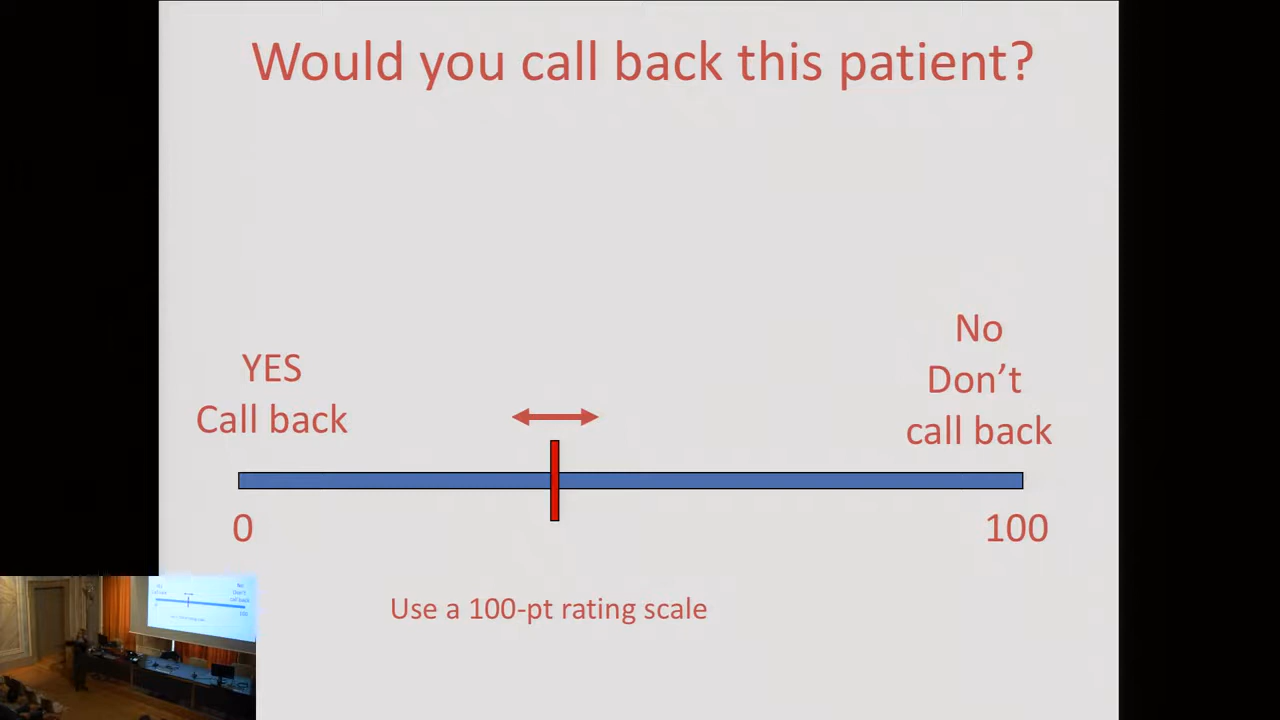 Would you call back this patient?
YES
Call back
No
Don't
call back
0
100
Use a 100-pt rating scale